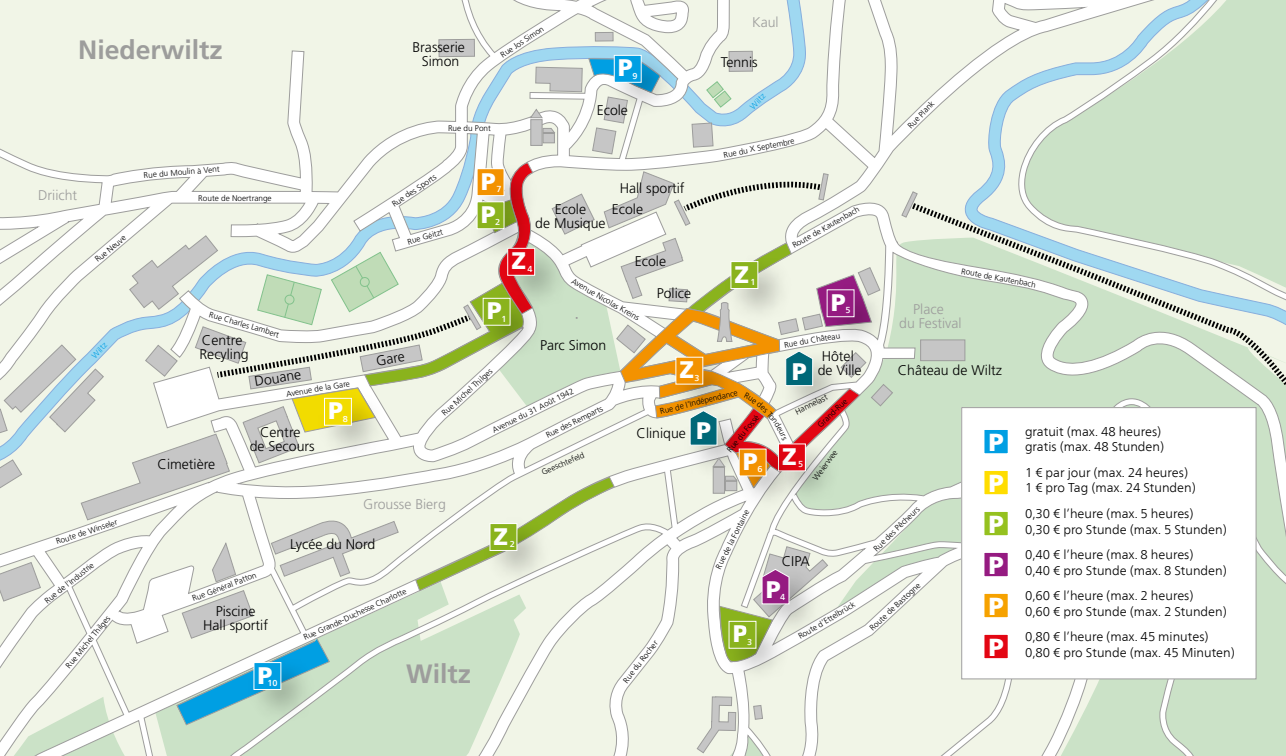 Niederwiltz
Brasserie
Simon
Rue Jos Simon
Kaul
Tennis
P9
Wiltz
Ecole
Rue Plank
Rue du Pont
Rue du X Septembre
Rue du Moulin à Vent
Route de Noertrange
Driicht
Rue des Sports
P7
P2
Hall sportif
Ecole
Ecole
de Musique
Rue Géitzt
Rue Neuve
Route de Kautenbach
Z4
Ecole
Z1
Police
Route de Kautenbach
Avenue Nicolas Kreins
P5
Place
du Festival
P1
Rue Charles Lambert
Centre
Recyling
Wiltz
Gare
Douane
Parc Simon
Rue du Château
Hôtel
de Ville
P
Château de Wiltz
Z3
Avenue de la Gare
Rue Michel Thilges
P8
Avenue du 31 Août 1942
Rue des Remparts
Rue de l'Indépendance
Rue des Tondeurs
Hannelast
Grand-Rue
Centre
de Secours
Clinique
P
Rue du Fossé
Z5
P6
Weierwee
Cimetière
Geeschtefeld
Grousse Bierg
Route de Winseler
Lycée du Nord
Z2
Rue de la Fontaine
Rue des Pêcheurs
CIPA
P4
Rue de l'Industrie
Rue Général Patton
Piscine
Hall sportif
Rue Grande-Duchesse Charlotte
P3
Route d'Ettelbrück
Route de Bastogne
Rue Michel Thilges
Rue du Rocher
P10
Wiltz
P
gratuit (max. 48 heures)
gratis (max. 48 Stunden)
P
1 € par jour (max. 24 heures)
1 € pro Tag (max. 24 Stunden)
P
0,30 € l'heure (max. 5 heures)
0,30 € pro Stunde (max. 5 Stunden)
P
0,40 € l'heure (max. 8 heures)
0,40 € pro Stunde (max. 8 Stunden)
P
0,60 € l'heure (max. 2 heures)
0,60 € pro Stunde (max. 2 Stunden)
P
0,80 € l'heure (max. 45 minutes)
0,80 € pro Stunde (max. 45 Minuten)